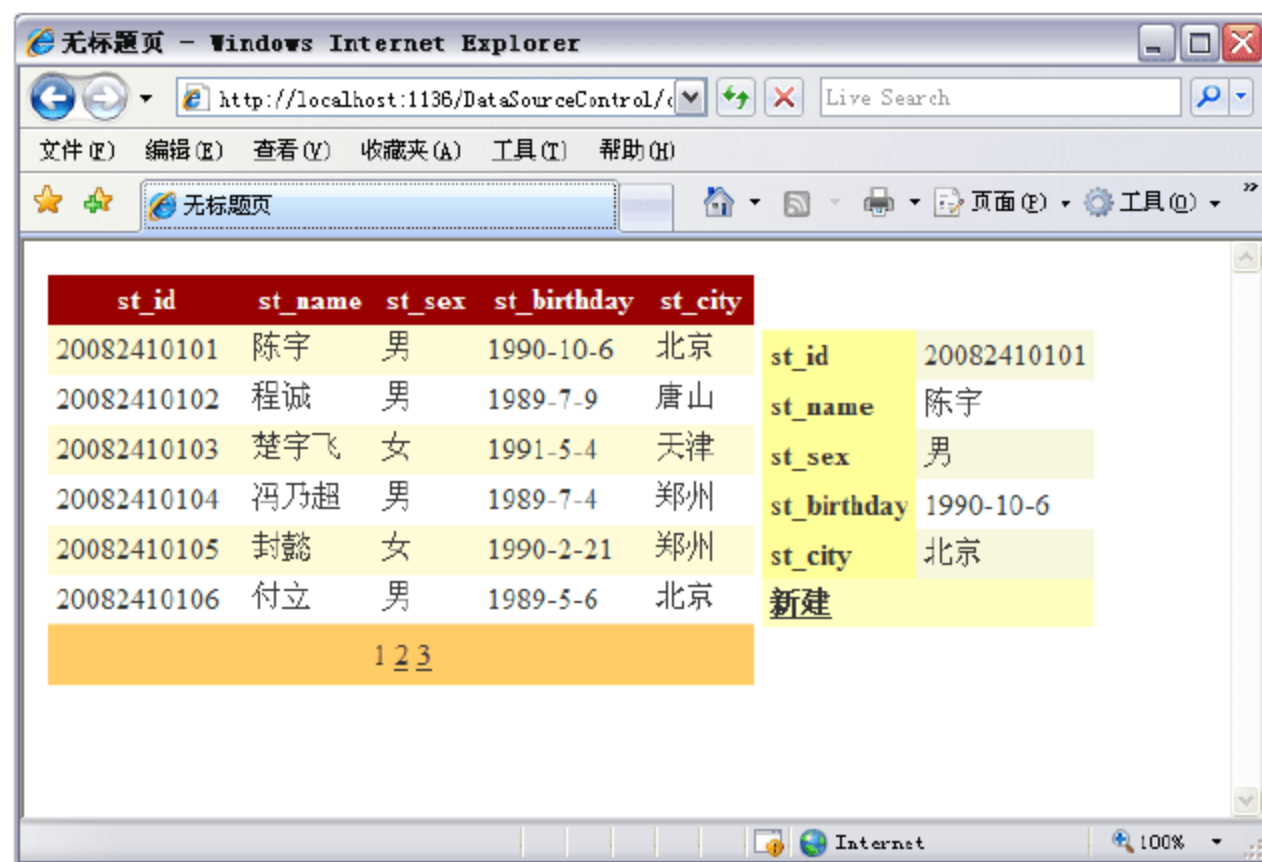 无标题页 - Windows Internet Explorer
http://localhost:1136/DataSourceControl/
Live Search
文件(F) 编辑(E) 查看(V) 收藏夹(A) 工具(T) 帮助(H)
无标题页
页面(P) 工具(O) »
st_id st_name st_sex st_birthday st_city
20082410101 陈宇 男 1990-10-6 北京
20082410102 程诚 男 1989-7-9 唐山
20082410103 楚宇飞 女 1991-5-4 天津
20082410104 冯乃超 男 1989-7-4 郑州
20082410105 封懿 女 1990-2-21 郑州
20082410106 付立 男 1989-5-6 北京
1 2 3
st_id 20082410101
st_name 陈宇
st_sex 男
st_birthday 1990-10-6
st_city 北京
新建
Internet 100%